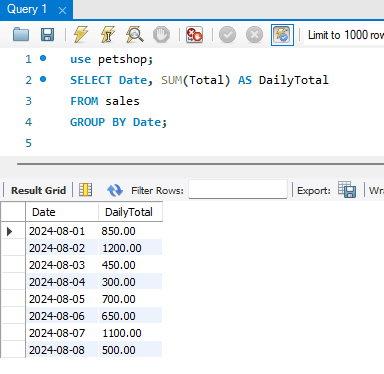 Query 1
Limit to 1000 row
1 use petshop;
2 SELECT Date, SUM(Total) AS DailyTotal
3 FROM sales
4 GROUP BY Date;
5
Result Grid Filter Rows: Export: Wra
Date DailyTotal
2024-08-01 850.00
2024-08-02 1200.00
2024-08-03 450.00
2024-08-04 300.00
2024-08-05 700.00
2024-08-06 650.00
2024-08-07 1100.00
2024-08-08 500.00